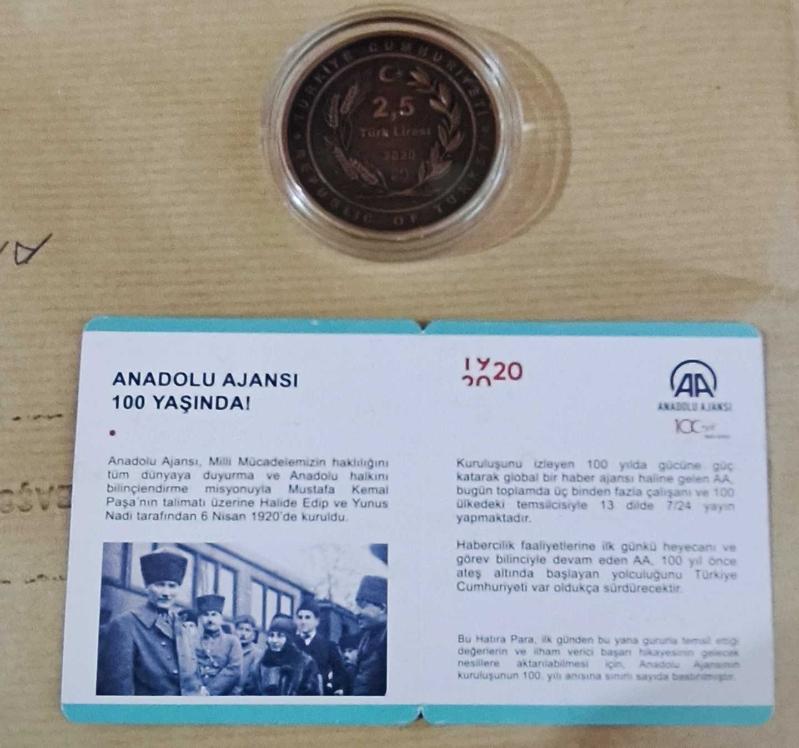 TÜRKİYE CUMHURİYETİ
2,5
Türk Lirası
2020
REPUBLIC OF TURKEY
ANADOLU AJANSI
100 YAŞINDA!
Anadolu Ajansı, Milli Mücadelemizin haklılığını
tüm dünyaya duyurma ve Anadolu halkını
bilinçlendirme misyonuyla Mustafa Kemal
Paşa'nın talimatı üzerine Halide Edip ve Yunus
Nadi tarafından 6 Nisan 1920'de kuruldu.
1920
20
AA
ANADOLU AJANSI
100
Kuruluşunu izleyen 100 yılda gücüne güç
katarak global bir haber ajansı haline gelen AA,
bugün toplamda üç binden fazla çalışanı ve 100
ülkedeki temsilcisiyle 13 dilde 7/24 yayın
yapmaktadır.
Habercilik faaliyetlerine ilk günkü heyecanı ve
görev bilinciyle devam eden AA, 100 yıl önce
ateş altında başlayan yolculuğunu Türkiye
Cumhuriyeti var oldukça sürdürecektir.
Bu Hatıra Para, ilk günden bu yana gururla temsil ettiği
değerlerin ve ilham verici başarı hikayesinin gelecek
nesillere aktarılabilmesi için, Anadolu Ajansının
kuruluşunun 100. yılı anısına sınırlı sayıda bastırılmıştır.